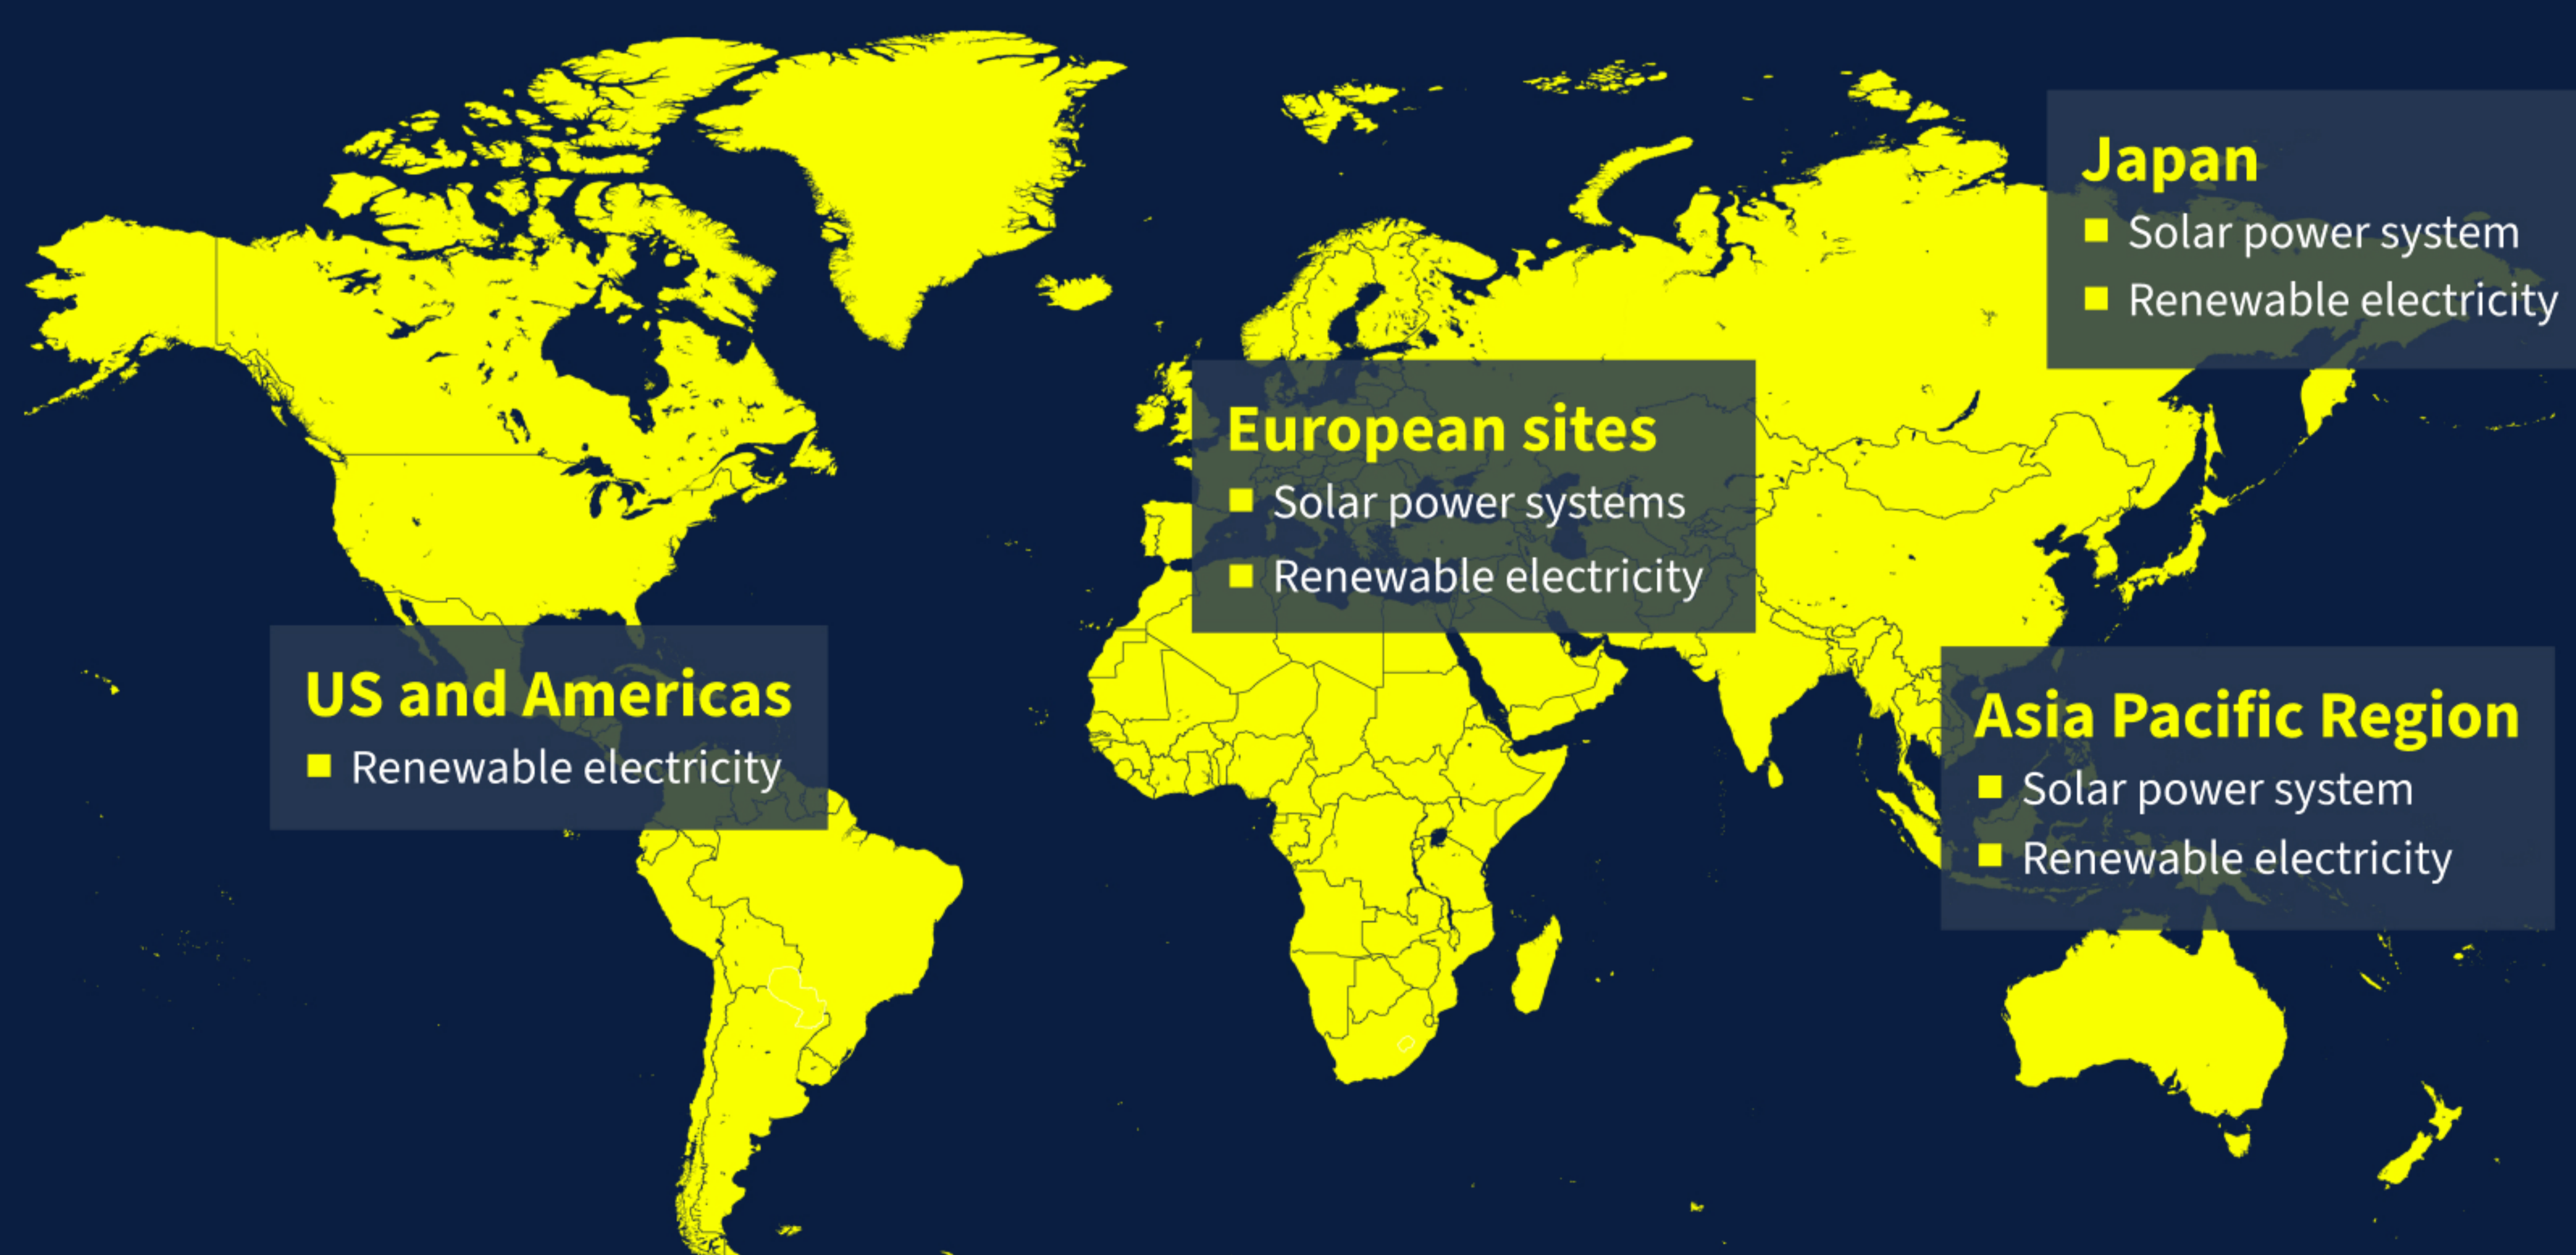 Japan
Solar power system
Renewable electricity
European sites
Solar power systems
Renewable electricity
US and Americas
Renewable electricity
Asia Pacific Region
Solar power system
Renewable electricity